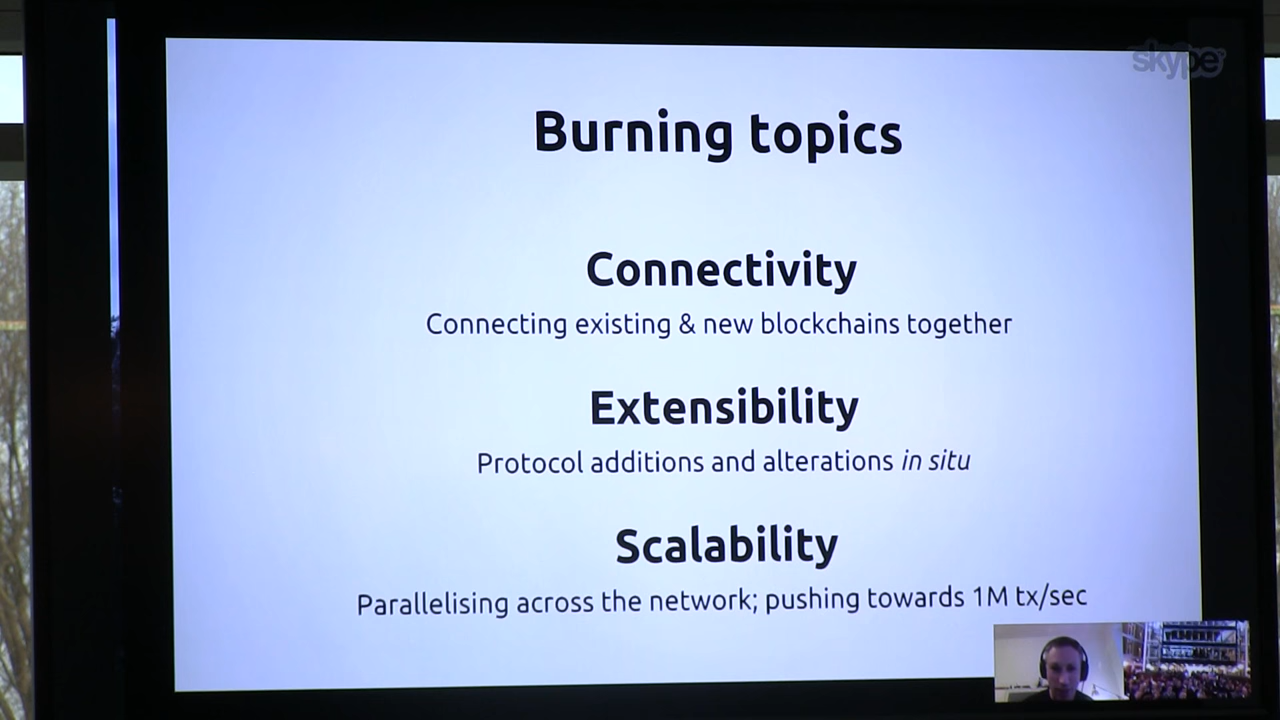 skype
Burning topics
Connectivity
Connecting existing & new blockchains together
Extensibility
Protocol additions and alterations in situ
Scalability
Parallelising across the network; pushing towards 1M tx/sec